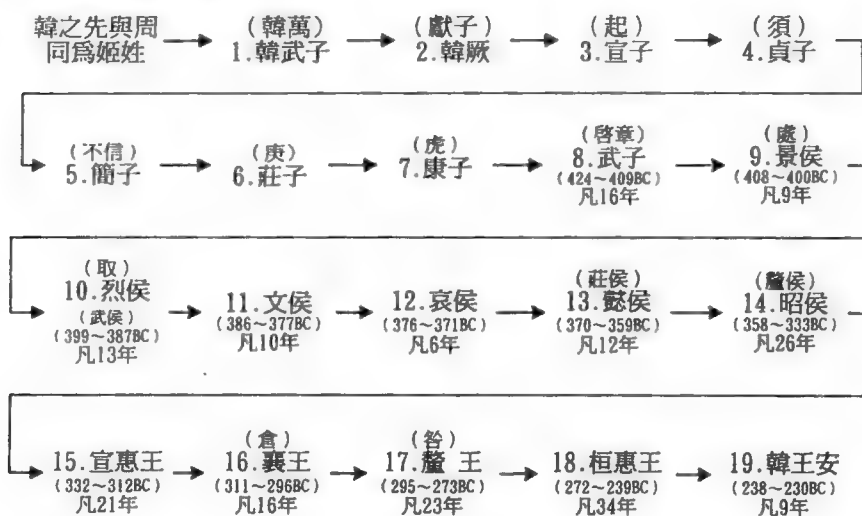 韓之先與周
同爲姬姓
(韓萬)
1.韓武子
(獻子)
2.韓厥
(起)
3.宣子
(須)
4.貞子
(不信)
5.簡子
(庚)
6.莊子
(虎)
7.康子
(啓章)
8.武子
(424~409BC)
凡16年
(處)
9.景侯
(408~400BC)
凡9年
(取)
10.烈侯
(武侯)
(399~387BC)
凡13年
11.文侯
(386~377BC)
凡10年
12.哀侯
(376~371BC)
凡6年
(莊侯)
13.懿侯
(370~359BC)
凡12年
(釐侯)
14.昭侯
(358~333BC)
凡26年
15.宣惠王
(332~312BC)
凡21年
(倉)
16.襄王
(311~296BC)
凡16年
(咎)
17.釐王
(295~273BC)
凡23年
18.桓惠王
(272~239BC)
凡34年
19.韓王安
(238~230BC)
凡9年